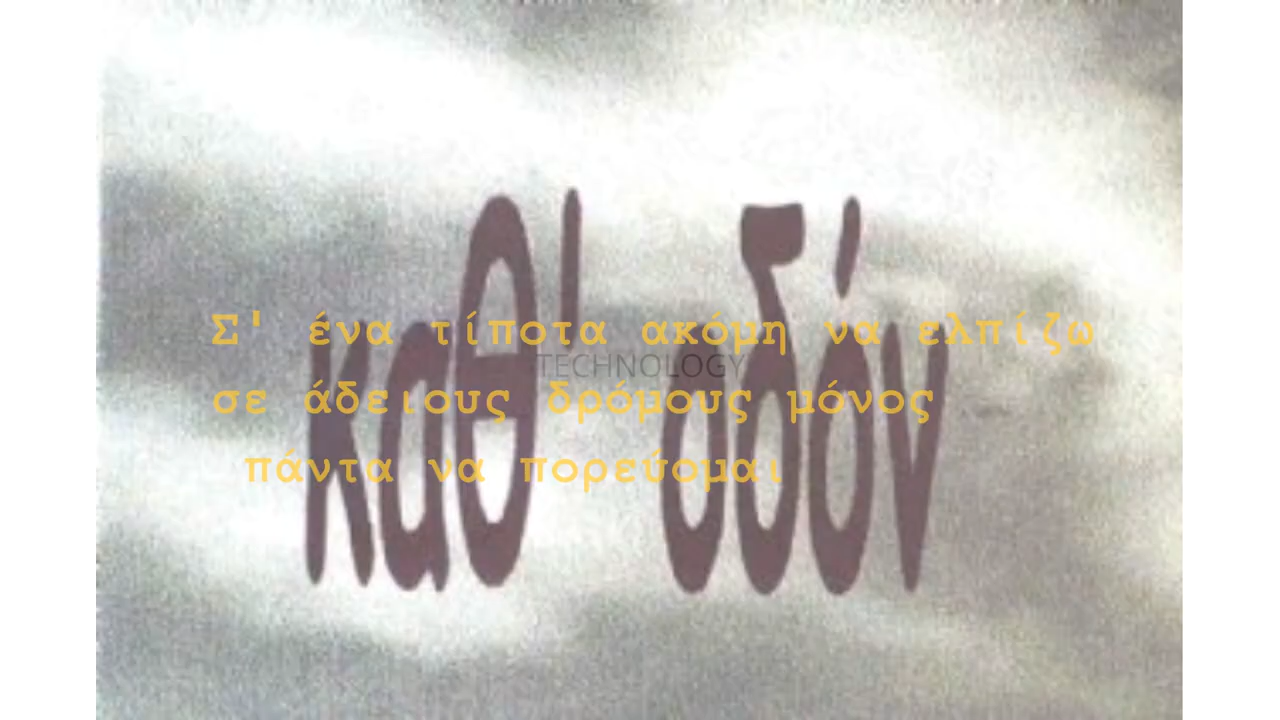 καθ' οδόν
Σ' ένα τίποτα ακόμη να ελπίζω
TECHNOLOGY
σε άδειους δρόμους μόνος
πάντα να πορεύομαι